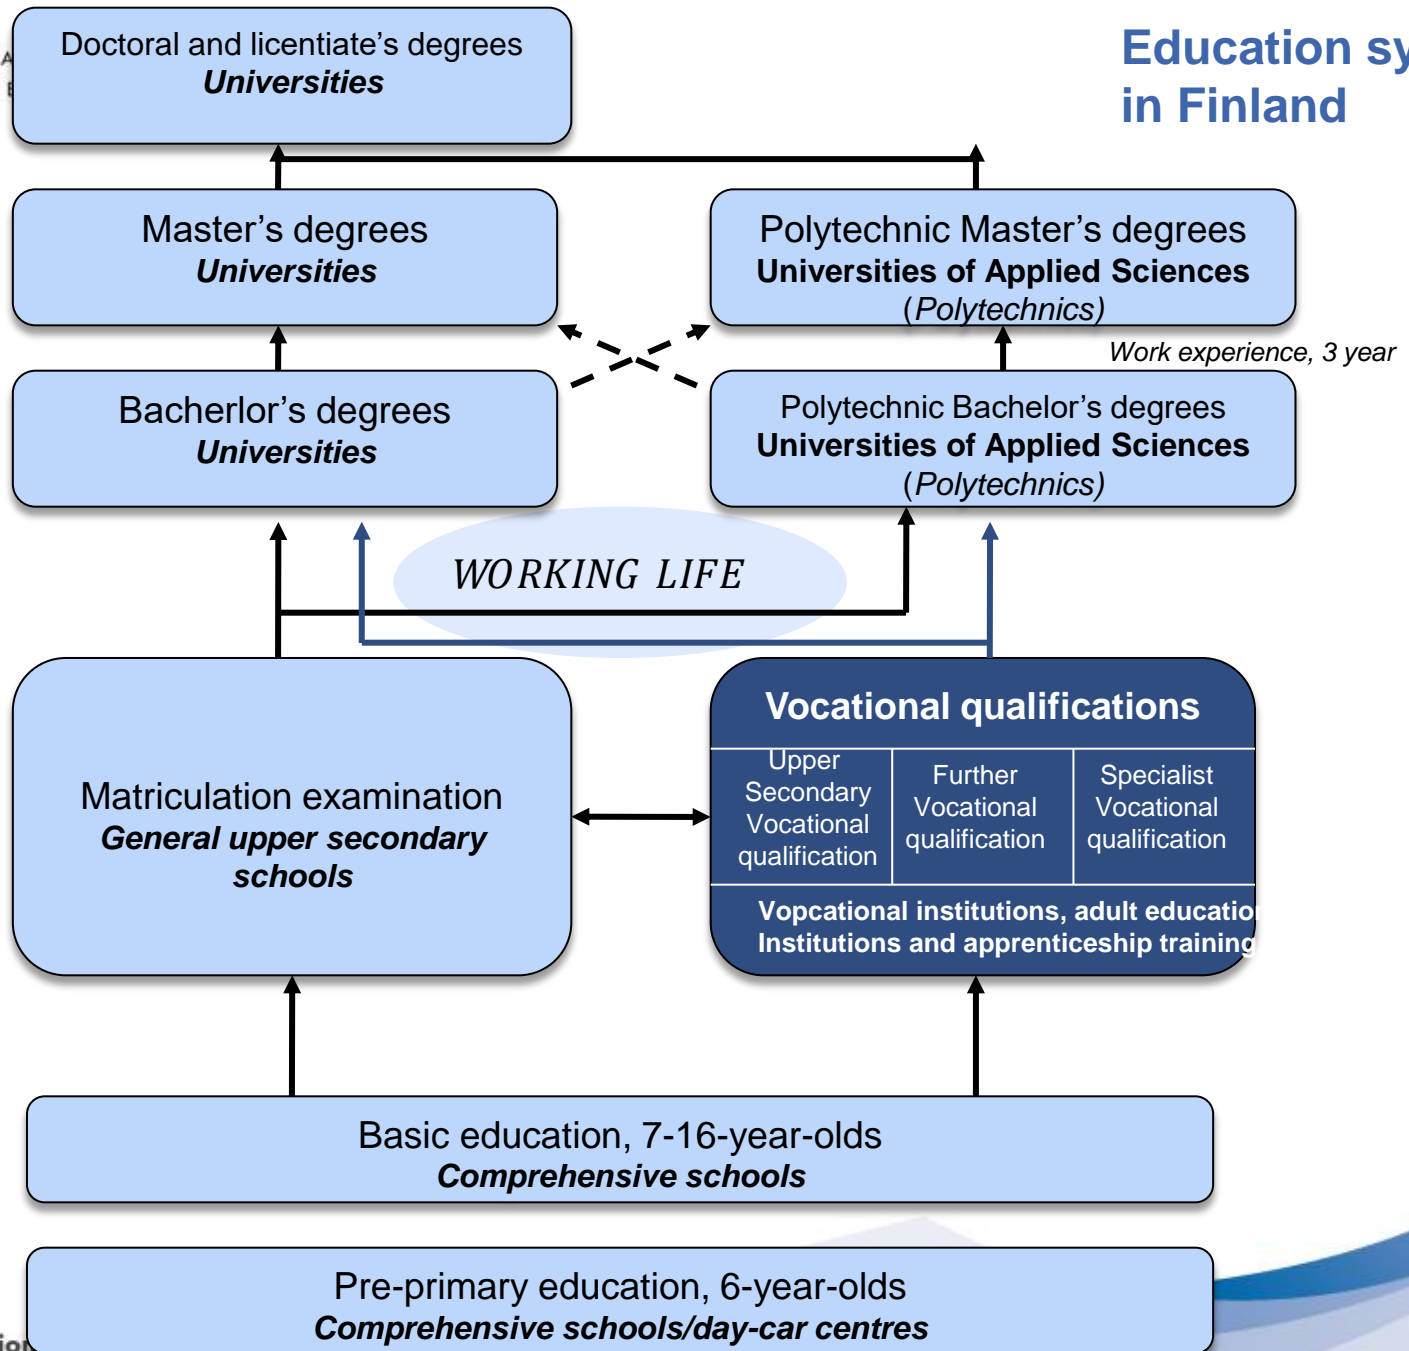 Education sy
in Finland
Doctoral and licentiate's degrees
Universities
Master's degrees
Universities
Polytechnic Master's degrees
Universities of Applied Sciences
(Polytechnics)
Work experience, 3 year
Bacherlor's degrees
Universities
Polytechnic Bachelor's degrees
Universities of Applied Sciences
(Polytechnics)
WORKING LIFE
Matriculation examination
General upper secondary
schools
Vocational qualifications
Upper
Secondary
Vocational
qualification
Further
Vocational
qualification
Specialist
Vocational
qualification
Vopcational institutions, adult education
Institutions and apprenticeship training
Basic education, 7-16-year-olds
Comprehensive schools
Pre-primary education, 6-year-olds
Comprehensive schools/day-car centres